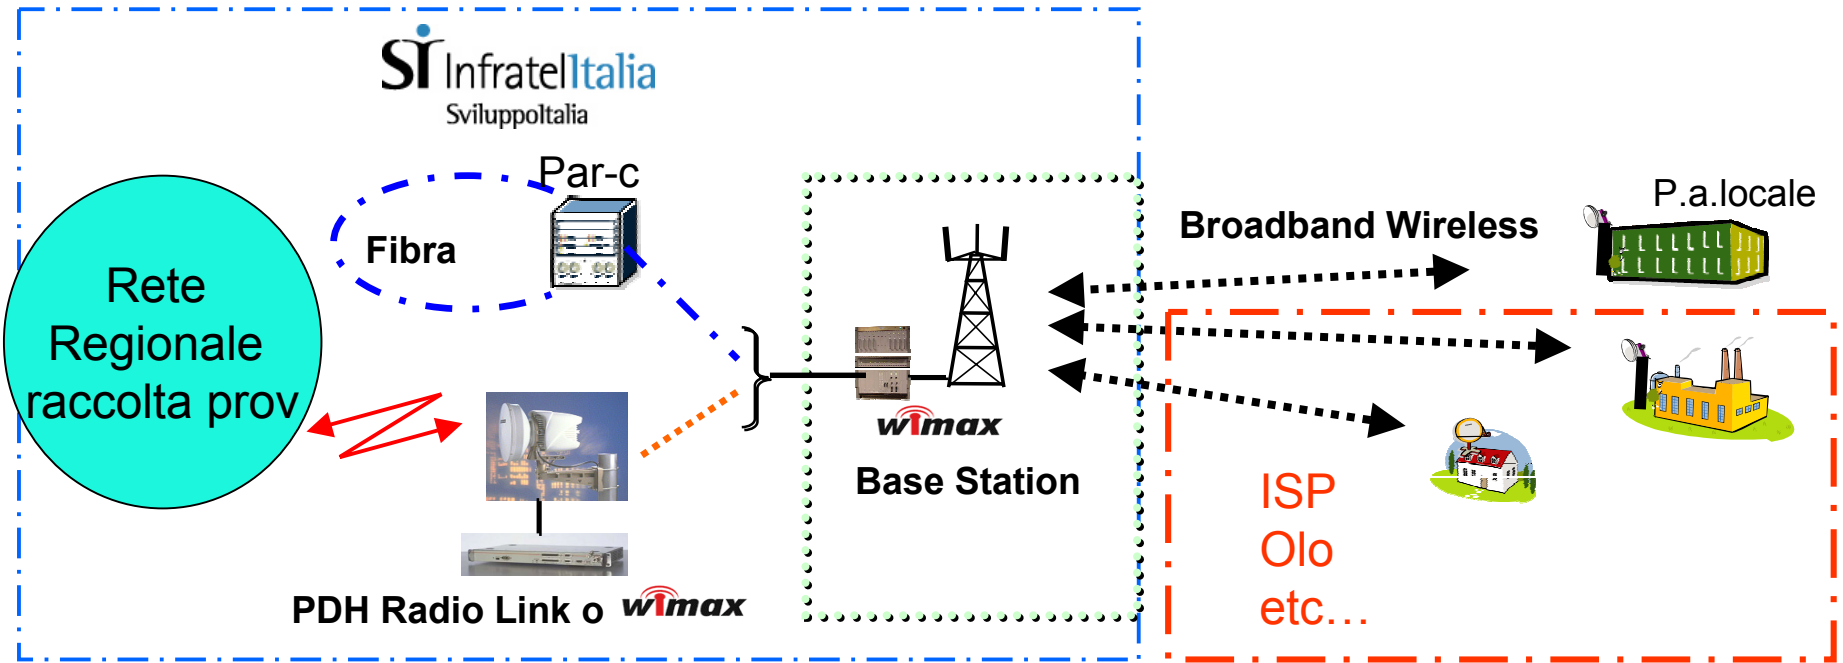 Si InfratelItalia
SviluppoItalia
Par-c
Fibra
Rete
Regionale
raccolta prov
PDH Radio Link o wimax
wimax
Base Station
Broadband Wireless
P.a.locale
ISP
Olo
etc…